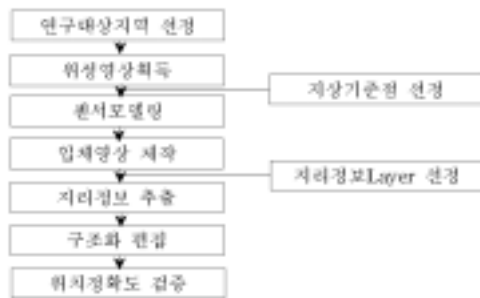 연구대상지역 선정
위성영상획득
지상기준점 선정
센서모델링
입체영상 제작
지리정보Layer 선정
지리정보 추출
구조화 편집
위치정확도 검증